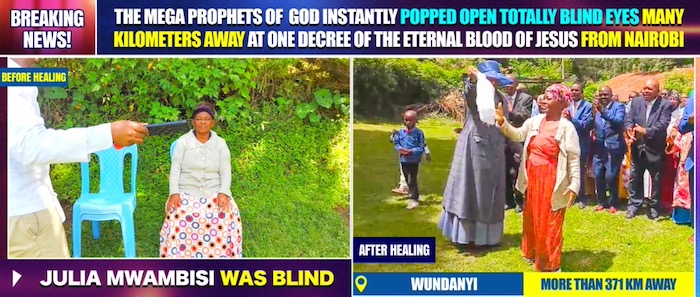 BREAKING
NEWS!
THE MEGA PROPHETS OF GOD INSTANTLY POPPED OPEN TOTALLY BLIND EYES MANY
KILOMETERS AWAY AT ONE DECREE OF THE ETERNAL BLOOD OF JESUS FROM NAIROBI
BEFORE HEALING
AFTER HEALING
JULIA MWAMBISI WAS BLIND
WUNDANYI
MORE THAN 371 KM AWAY